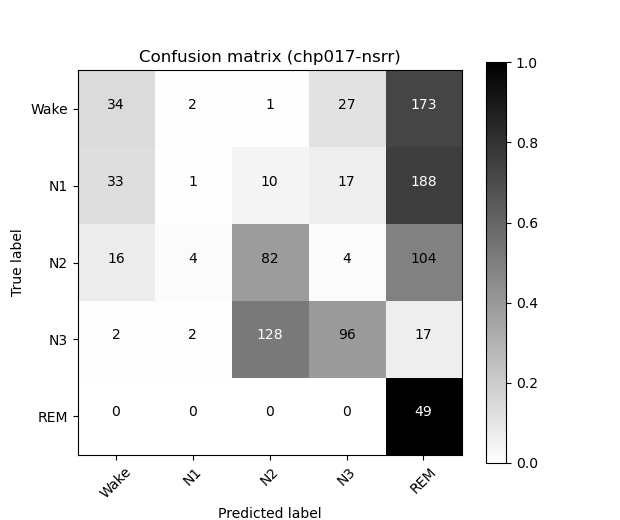 Confusion matrix (chp017-nsrr)
True label
Wake 34 2 1 27 173
N1 33 1 10 17 188
N2 16 4 82 4 104
N3 2 2 128 96 17
REM 0 0 0 0 49
Wake N1 N2 N3 REM
Predicted label
1.0
0.8
0.6
0.4
0.2
0.0